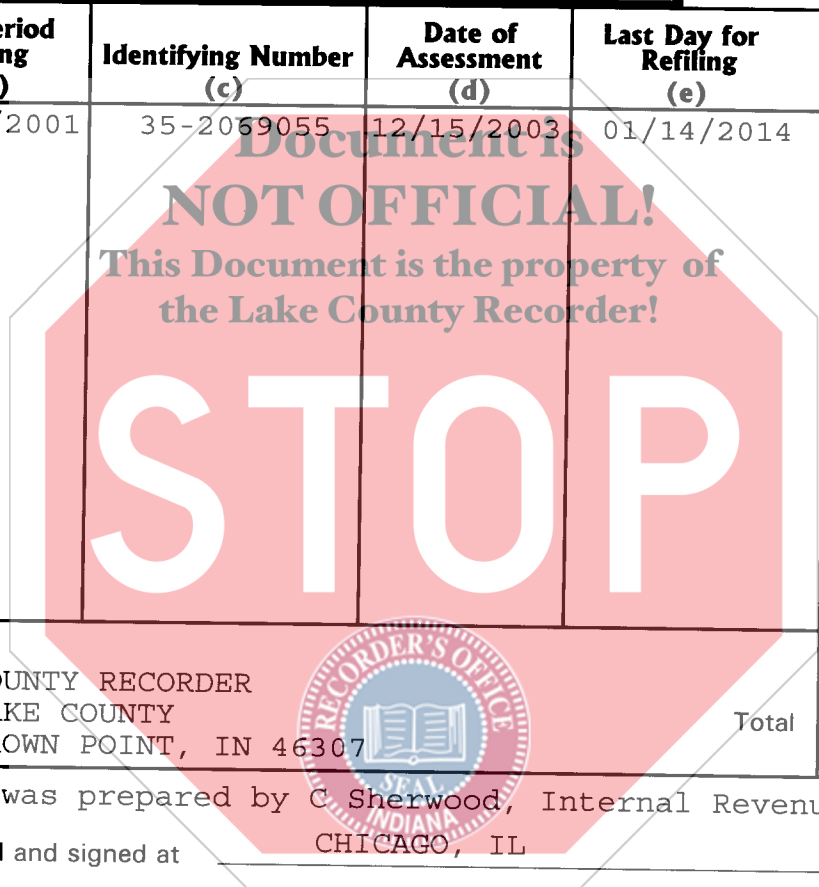 eriod
ng
)
Identifying Number
(c)
Date of
Assessment
(d)
Last Day for
Refiling
(e)
/2001 35-2069055 12/15/2003 01/14/2014
Document is
NOT OFFICIAL!
This Document is the property of
the Lake County Recorder!
STOP
OUNTY RECORDER
AKE COUNTY
OWN POINT, IN 46307
Total
RECORDER'S OFFICE
SEAL
INDIANA
was prepared by C Sherwood, Internal Revenu
and signed at CHICAGO, IL